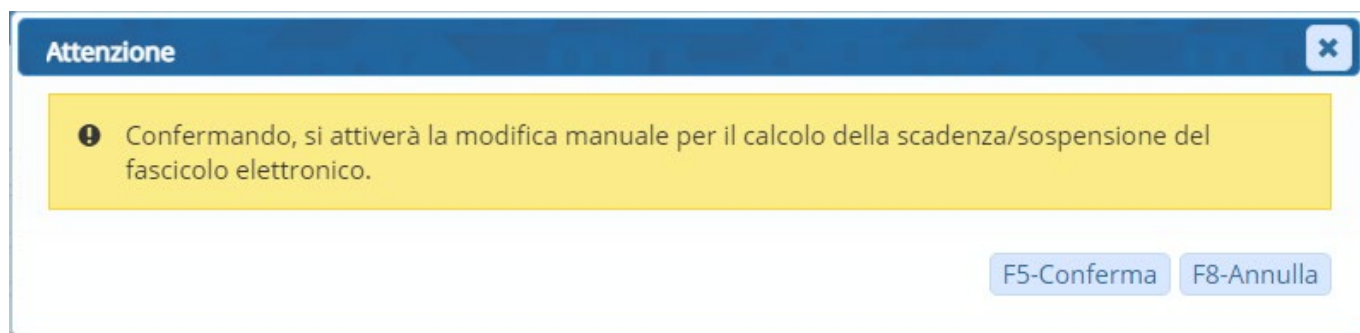 Attenzione
Confermando, si attiverà la modifica manuale per il calcolo della scadenza/sospensione del
fascicolo elettronico.
F5-Conferma F8-Annulla